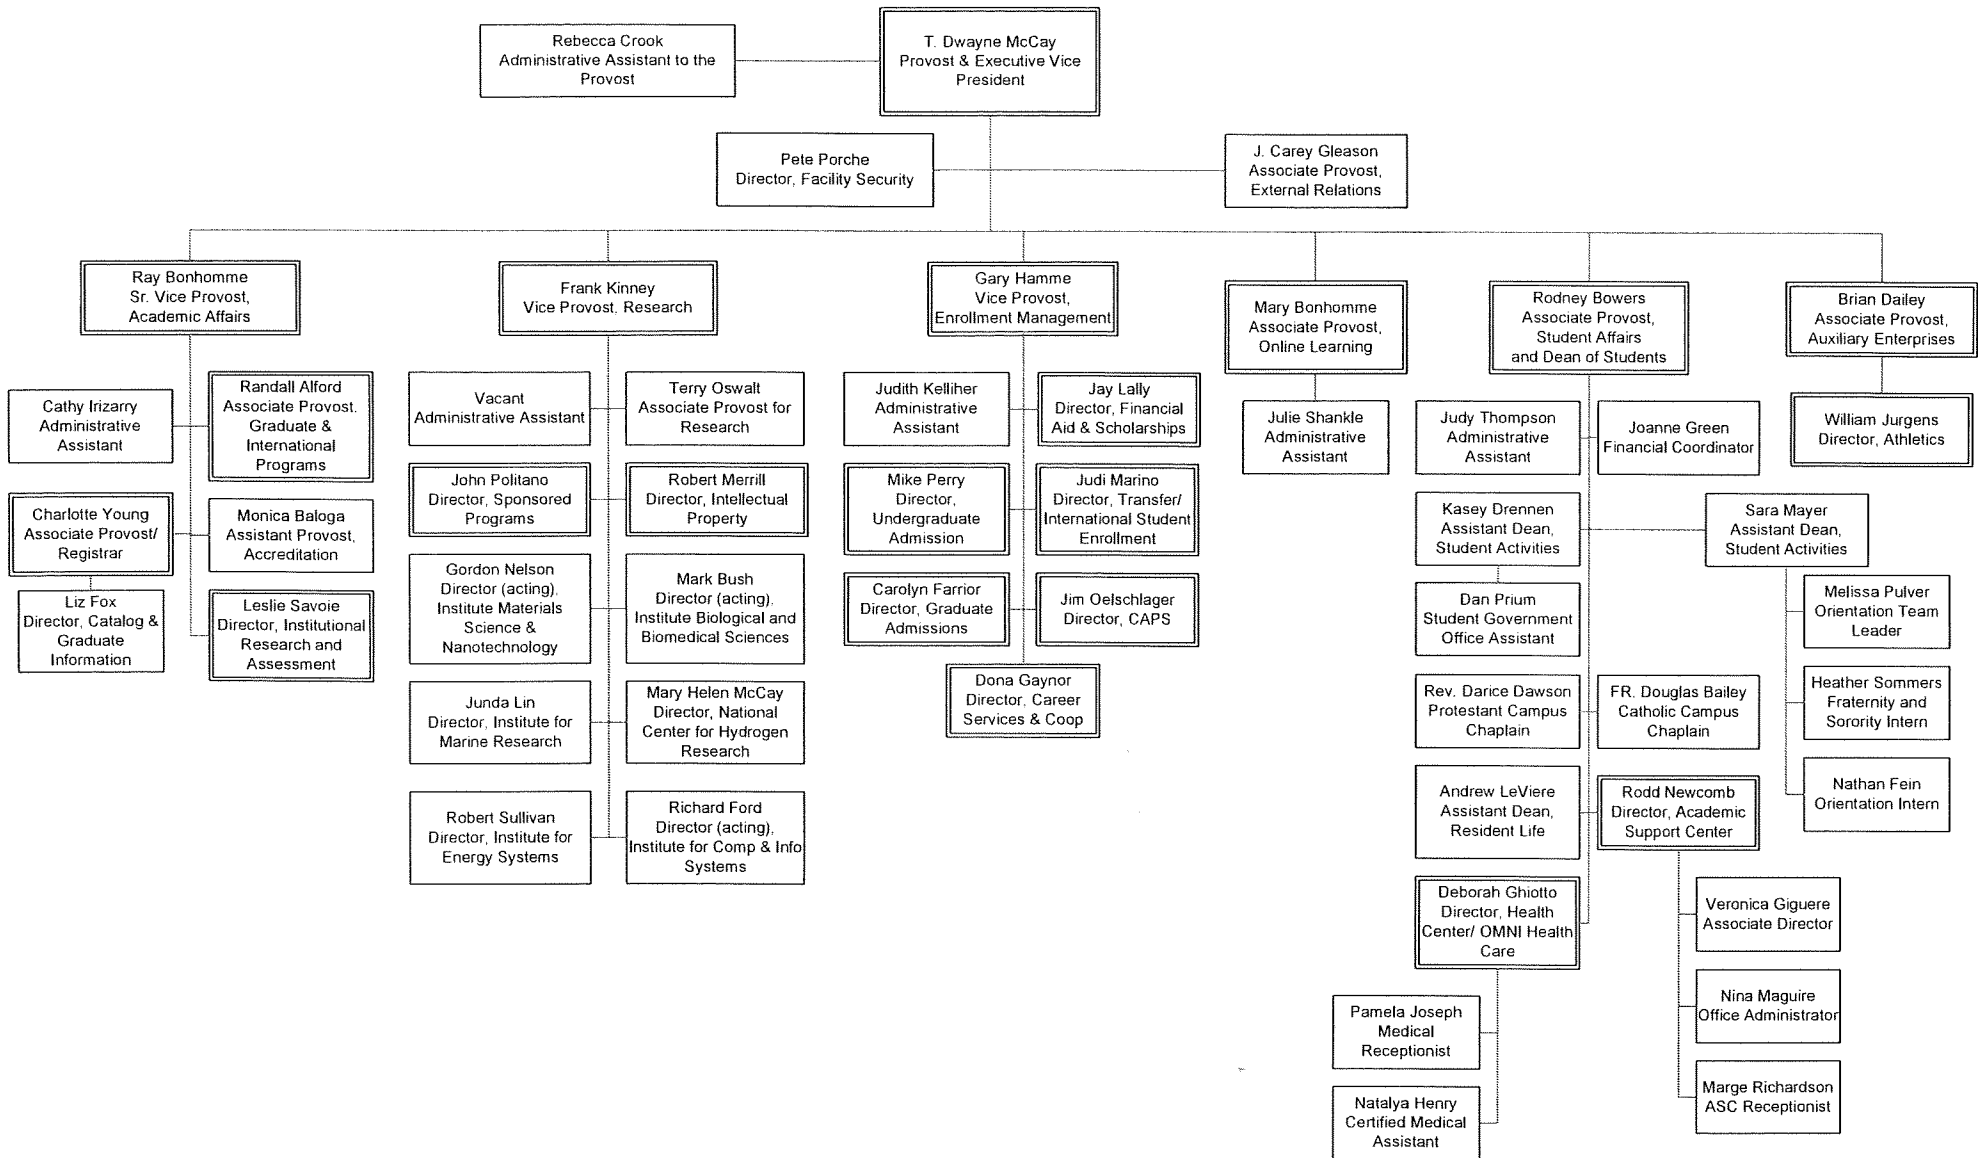 Rebecca Crook
Administrative Assistant to the
Provost
T. Dwayne McCay
Provost & Executive Vice
President
Pete Porche
Director, Facility Security
J. Carey Gleason
Associate Provost,
External Relations
Ray Bonhomme
Sr. Vice Provost,
Academic Affairs
Frank Kinney
Vice Provost, Research
Gary Hamme
Vice Provost,
Enrollment Management
Mary Bonhomme
Associate Provost,
Online Learning
Rodney Bowers
Associate Provost,
Student Affairs
and Dean of Students
Brian Dailey
Associate Provost,
Auxiliary Enterprises
Cathy Irizarry
Administrative
Assistant
Randall Alford
Associate Provost.
Graduate &
International
Programs
Charlotte Young
Associate Provost/
Registrar
Monica Baloga
Assistant Provost,
Accreditation
Liz Fox
Director, Catalog &
Graduate
Information
Leslie Savoie
Director, Institutional
Research and
Assessment
Vacant
Administrative Assistant
Terry Oswalt
Associate Provost for
Research
John Politano
Director, Sponsored
Programs
Robert Merrill
Director, Intellectual
Property
Gordon Nelson
Director (acting),
Institute Materials
Science &
Nanotechnology
Mark Bush
Director (acting),
Institute Biological and
Biomedical Sciences
Junda Lin
Director, Institute for
Marine Research
Mary Helen McCay
Director, National
Center for Hydrogen
Research
Robert Sullivan
Director, Institute for
Energy Systems
Richard Ford
Director (acting),
Institute for Comp & Info
Systems
Judith Kelliher
Administrative
Assistant
Jay Lally
Director, Financial
Aid & Scholarships
Mike Perry
Director,
Undergraduate
Admission
Judi Marino
Director, Transfer/
International Student
Enrollment
Carolyn Farrior
Director, Graduate
Admissions
Jim Oelschlager
Director, CAPS
Dona Gaynor
Director, Career
Services & Coop
Julie Shankle
Administrative
Assistant
Judy Thompson
Administrative
Assistant
Joanne Green
Financial Coordinator
William Jurgens
Director, Athletics
Kasey Drennen
Assistant Dean,
Student Activities
Sara Mayer
Assistant Dean,
Student Activities
Dan Prium
Student Government
Office Assistant
Melissa Pulver
Orientation Team
Leader
Rev. Darice Dawson
Protestant Campus
Chaplain
FR. Douglas Bailey
Catholic Campus
Chaplain
Heather Sommers
Fraternity and
Sorority Intern
Andrew LeViere
Assistant Dean,
Resident Life
Rodd Newcomb
Director, Academic
Support Center
Nathan Fein
Orientation Intern
Deborah Ghiotto
Director, Health
Center/ OMNI Health
Care
Veronica Giguere
Associate Director
Pamela Joseph
Medical
Receptionist
Nina Maguire
Office Administrator
Natalya Henry
Certified Medical
Assistant
Marge Richardson
ASC Receptionist